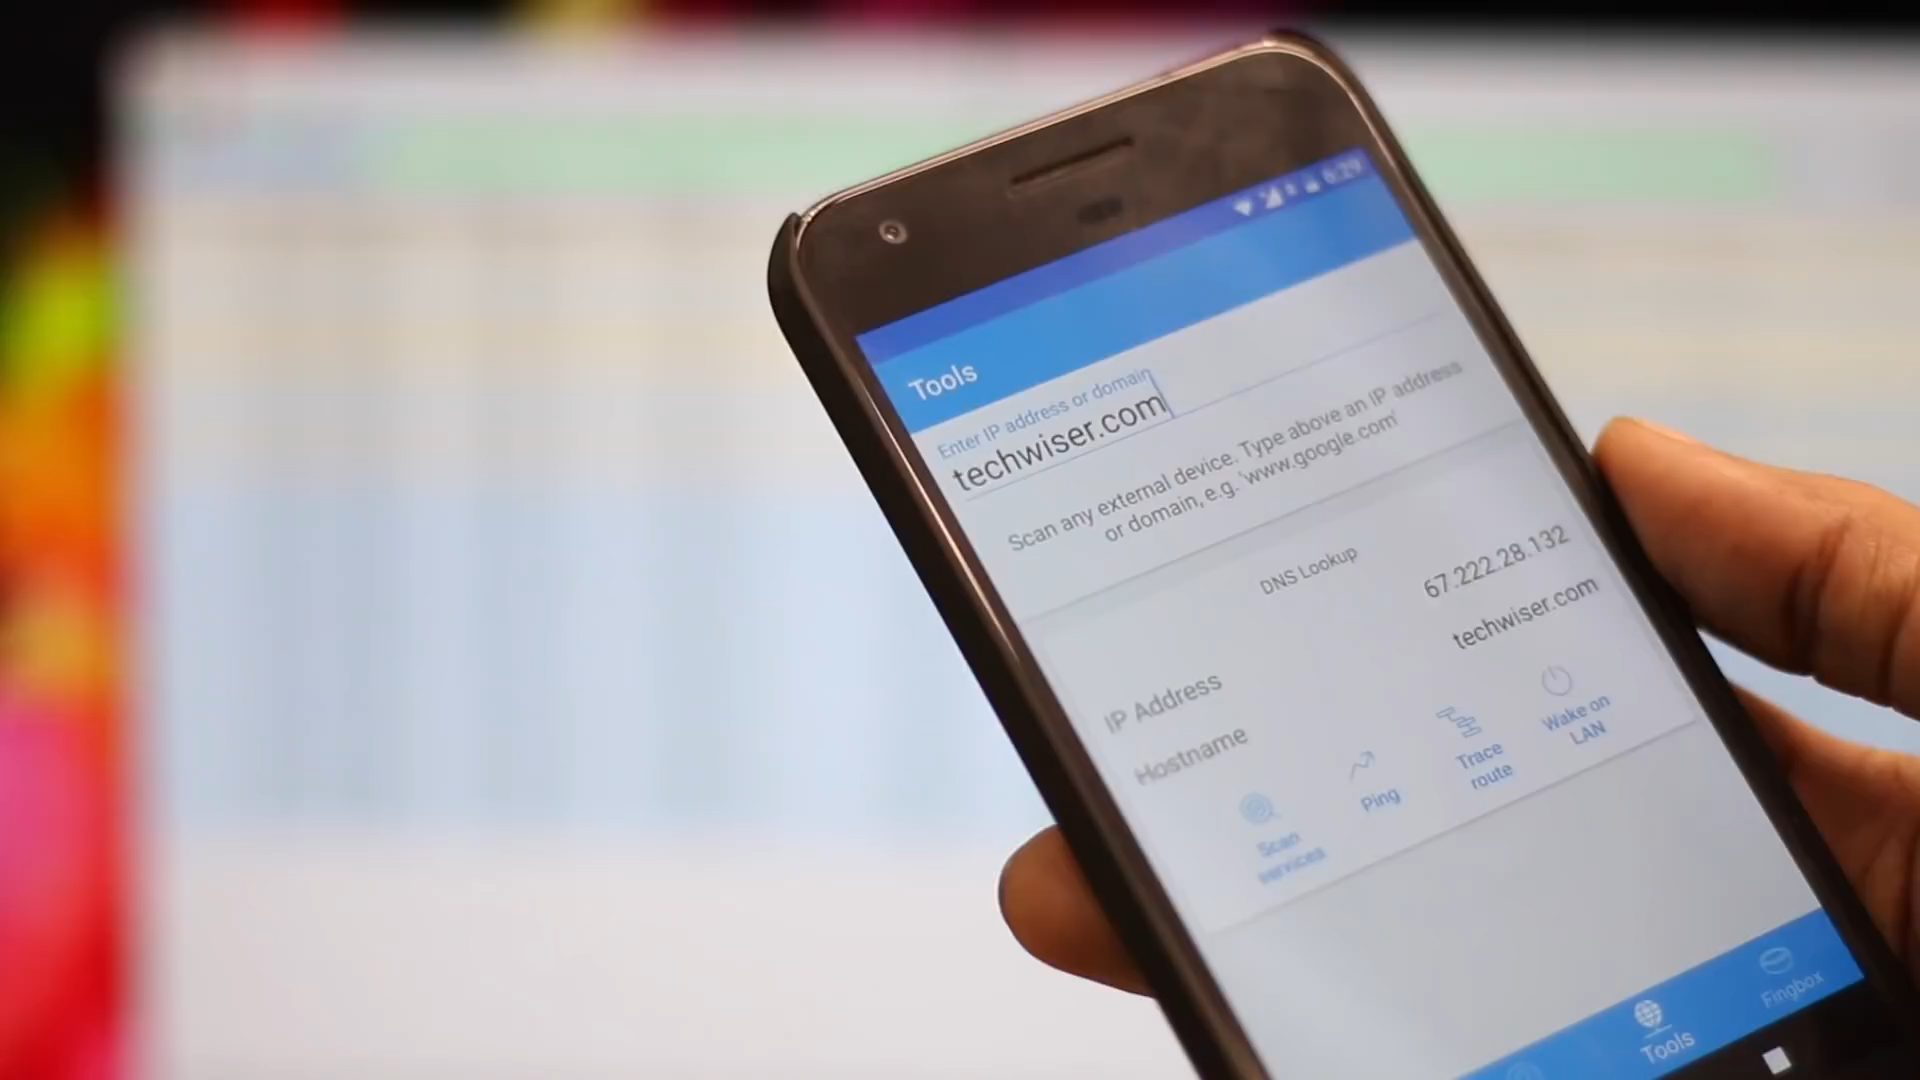 6:29
Tools
Enter IP address or domain
techwiser.com
Scan any external device. Type above an IP address
or domain, e.g. 'www.google.com'
DNS Lookup
IP Address 67.222.28.132
Hostname techwiser.com
Scan
services
Ping
Trace
route
Wake on
LAN
Tools
Fingbox